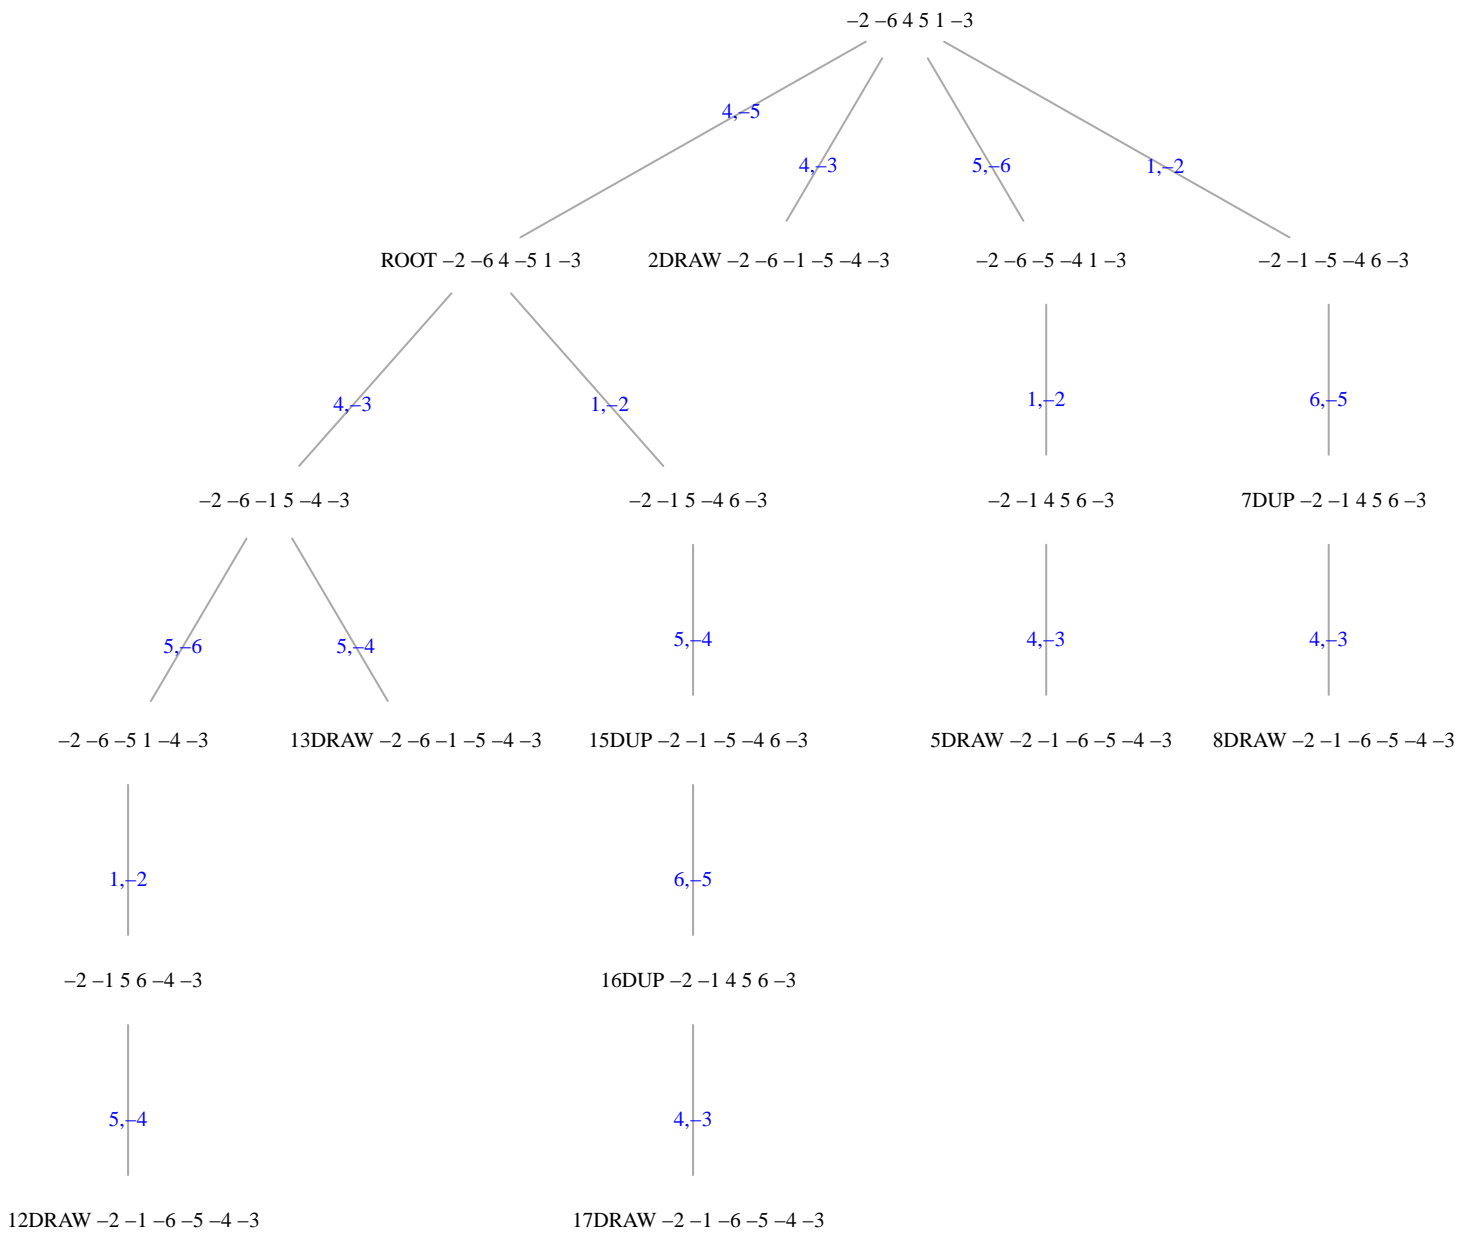 –2 –6 4 5 1 –3
4,–5
4,–3
5,–6
1,–2
ROOT –2 –6 4 –5 1 –3
2DRAW –2 –6 –1 –5 –4 –3
–2 –6 –5 –4 1 –3
–2 –1 –5 –4 6 –3
4,–3
1,–2
1,–2
6,–5
–2 –6 –1 5 –4 –3
–2 –1 5 –4 6 –3
–2 –1 4 5 6 –3
7DUP –2 –1 4 5 6 –3
5,–6
5,–4
5,–4
4,–3
4,–3
–2 –6 –5 1 –4 –3
13DRAW –2 –6 –1 –5 –4 –3
15DUP –2 –1 –5 –4 6 –3
5DRAW –2 –1 –6 –5 –4 –3
8DRAW –2 –1 –6 –5 –4 –3
1,–2
6,–5
–2 –1 5 6 –4 –3
16DUP –2 –1 4 5 6 –3
5,–4
4,–3
12DRAW –2 –1 –6 –5 –4 –3
17DRAW –2 –1 –6 –5 –4 –3